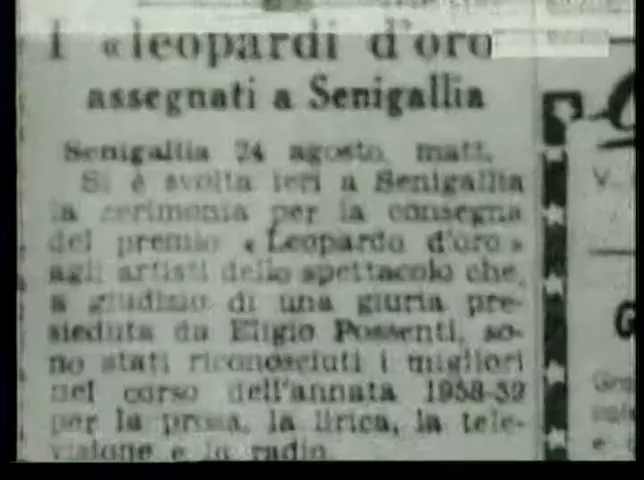 I «leopardi d'oro
assegnati a Senigallia
Senigallia 24 agosto, matt.
Si è svolta ieri a Senigallia
la cerimonia per la consegna
del premio «Leopardo d'oro»
agli artisti dello spettacolo che,
a giudizio di una giuria pre-
sieduta da Eligio Possenti, so-
no stati riconosciuti i migliori
nel corso dell'annata 1958-59
per la prosa, la lirica, la tele-
visione e la radio.
V.
G
Gra
e